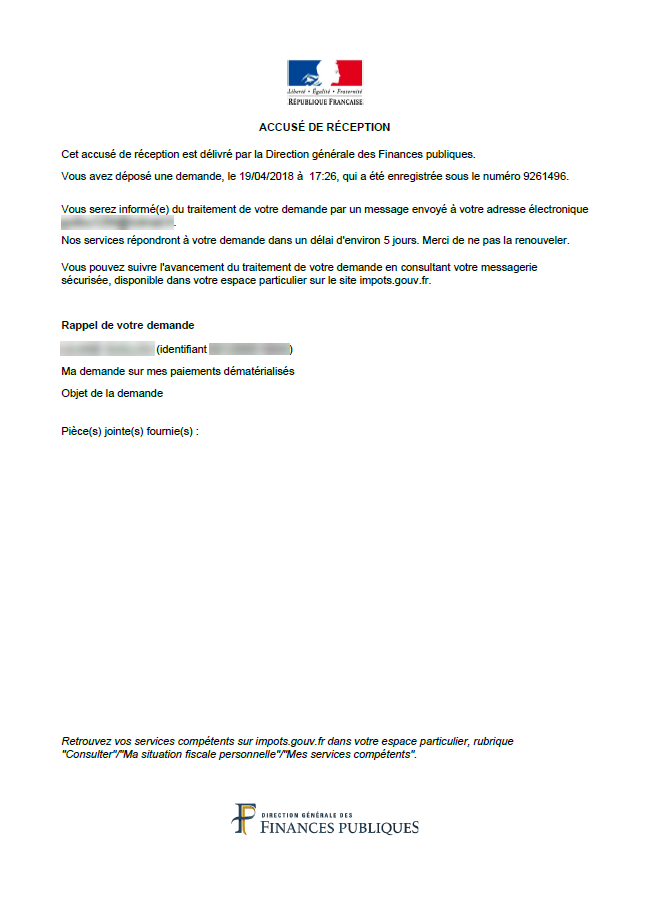 Liberté • Égalité • Fraternité
RÉPUBLIQUE FRANÇAISE
ACCUSÉ DE RÉCEPTION
Cet accusé de réception est délivré par la Direction générale des Finances publiques.
Vous avez déposé une demande, le 19/04/2018 à 17:26, qui a été enregistrée sous le numéro 9261496.
Vous serez informé(e) du traitement de votre demande par un message envoyé à votre adresse électronique
.
Nos services répondront à votre demande dans un délai d'environ 5 jours. Merci de ne pas la renouveler.
Vous pouvez suivre l'avancement du traitement de votre demande en consultant votre messagerie
sécurisée, disponible dans votre espace particulier sur le site impots.gouv.fr.
Rappel de votre demande
(identifiant )
Ma demande sur mes paiements dématérialisés
Objet de la demande
Pièce(s) jointe(s) fournie(s) :
Retrouvez vos services compétents sur impots.gouv.fr dans votre espace particulier, rubrique
"Consulter"/"Ma situation fiscale personnelle"/"Mes services compétents".
DIRECTION GÉNÉRALE DES
FINANCES PUBLIQUES